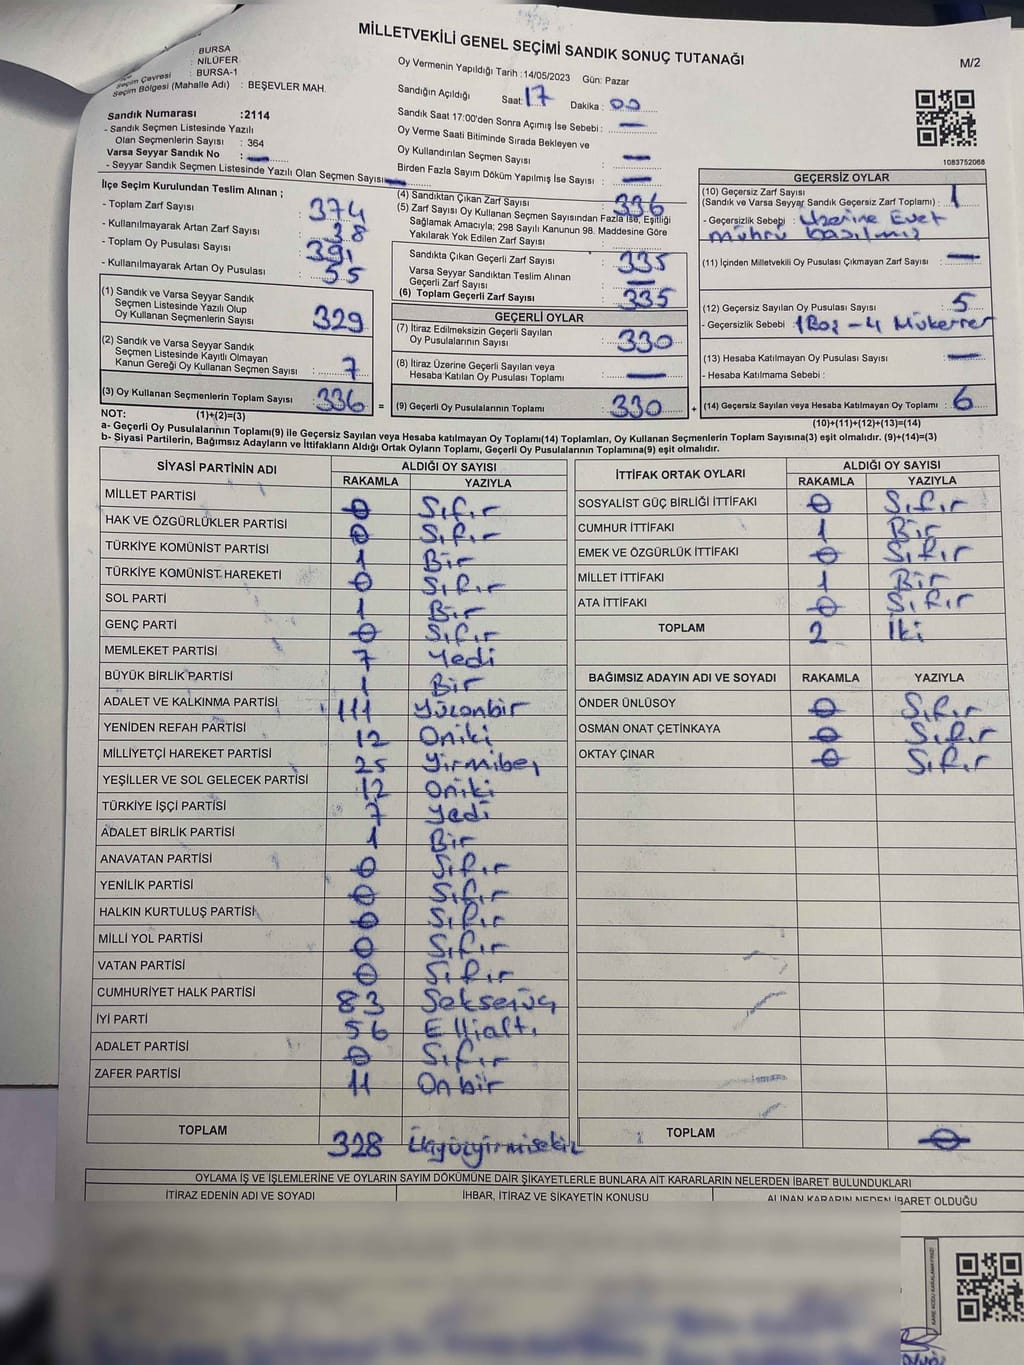 MİLLETVEKİLİ GENEL SEÇİMİ SANDIK SONUÇ TUTANAĞI
M/2
: BURSA
: NİLÜFER
Seçim Çevresi : BURSA-1
Seçim Bölgesi (Mahalle Adı) : BEŞEVLER MAH.
Sandık Numarası :2114
- Sandık Seçmen Listesinde Yazılı
Olan Seçmenlerin Sayısı : 364
Varsa Seyyar Sandık No : —
- Seyyar Sandık Seçmen Listesinde Yazılı Olan Seçmen Sayısı —
Oy Vermenin Yapıldığı Tarih :14/05/2023 Gün: Pazar
Sandığın Açıldığı Saat: 17 Dakika : 00
Sandık Saat 17:00'den Sonra Açımış İse Sebebi : —
Oy Verme Saati Bitiminde Sırada Bekleyen ve
Oy Kullandırılan Seçmen Sayısı : —
Birden Fazla Sayım Döküm Yapılmış İse Sayısı : —
1083752068
İlçe Seçim Kurulundan Teslim Alınan ;
- Toplam Zarf Sayısı : 374
- Kullanılmayarak Artan Zarf Sayısı : 38
- Toplam Oy Pusulası Sayısı : 391
- Kullanılmayarak Artan Oy Pusulası : 55
(1) Sandık ve Varsa Seyyar Sandık
Seçmen Listesinde Yazılı Olup
Oy Kullanan Seçmenlerin Sayısı : 329
(2) Sandık ve Varsa Seyyar Sandık
Seçmen Listesinde Kayıtlı Olmayan
Kanun Gereği Oy Kullanan Seçmen Sayısı : 7
(3) Oy Kullanan Seçmenlerin Toplam Sayısı : 336
(4) Sandıktan Çıkan Zarf Sayısı : 336
(5) Zarf Sayısı Oy Kullanan Seçmen Sayısından Fazla İse, Eşitliği
Sağlamak Amacıyla; 298 Sayılı Kanunun 98. Maddesine Göre
Yakılarak Yok Edilen Zarf Sayısı :
Sandıkta Çıkan Geçerli Zarf Sayısı : 335
Varsa Seyyar Sandıktan Teslim Alınan
Geçerli Zarf Sayısı : —
(6) Toplam Geçerli Zarf Sayısı : 335
GEÇERLİ OYLAR
(7) İtiraz Edilmeksizin Geçerli Sayılan
Oy Pusulalarının Sayısı : 330
(8) İtiraz Üzerine Geçerli Sayılan veya
Hesaba Katılan Oy Pusulası Toplamı : —
= (9) Geçerli Oy Pusulalarının Toplamı : 330 +
GEÇERSİZ OYLAR
(10) Geçersiz Zarf Sayısı
(Sandık ve Varsa Seyyar Sandık Geçersiz Zarf Toplamı) : 1
- Geçersizlik Sebebi : Üzerine Evet
mührü basılmış
(11) İçinden Milletvekili Oy Pusulası Çıkmayan Zarf Sayısı : —
(12) Geçersiz Sayılan Oy Pusulası Sayısı : 5
- Geçersizlik Sebebi 1 Boş - 4 Mükerrer
(13) Hesaba Katılmayan Oy Pusulası Sayısı : —
- Hesaba Katılmama Sebebi :
(14) Geçersiz Sayılan veya Hesaba Katılmayan Oy Toplamı : 6
NOT: (1)+(2)=(3)
(10)+(11)+(12)+(13)=(14)
a- Geçerli Oy Pusulalarının Toplamı(9) ile Geçersiz Sayılan veya Hesaba katılmayan Oy Toplamı(14) Toplamları, Oy Kullanan Seçmenlerin Toplam Sayısına(3) eşit olmalıdır. (9)+(14)=(3)
b- Siyasi Partilerin, Bağımsız Adayların ve İttifakların Aldığı Ortak Oyların Toplamı, Geçerli Oy Pusulalarının Toplamına(9) eşit olmalıdır.
SİYASİ PARTİNİN ADI ALDIĞI OY SAYISI
RAKAMLA YAZIYLA
MİLLET PARTİSİ 0 Sıfır
HAK VE ÖZGÜRLÜKLER PARTİSİ 0 Sıfır
TÜRKİYE KOMÜNİST PARTİSİ 1 Bir
TÜRKİYE KOMÜNİST HAREKETİ 0 Sıfır
SOL PARTİ 1 Bir
GENÇ PARTİ 0 Sıfır
MEMLEKET PARTİSİ 7 Yedi
BÜYÜK BİRLİK PARTİSİ 1 Bir
ADALET VE KALKINMA PARTİSİ 111 Yüzonbir
YENİDEN REFAH PARTİSİ 12 Oniki
MİLLİYETÇİ HAREKET PARTİSİ 25 Yirmibeş
YEŞİLLER VE SOL GELECEK PARTİSİ 12 Oniki
TÜRKİYE İŞÇİ PARTİSİ 7 Yedi
ADALET BİRLİK PARTİSİ 1 Bir
ANAVATAN PARTİSİ 0 Sıfır
YENİLİK PARTİSİ 0 Sıfır
HALKIN KURTULUŞ PARTİSİ 0 Sıfır
MİLLİ YOL PARTİSİ 0 Sıfır
VATAN PARTİSİ 0 Sıfır
CUMHURİYET HALK PARTİSİ 83 Seksenüç
İYİ PARTİ 56 Ellialtı
ADALET PARTİSİ 0 Sıfır
ZAFER PARTİSİ 11 Onbir
TOPLAM 328 Üçyüzyirmisekiz
İTTİFAK ORTAK OYLARI ALDIĞI OY SAYISI
RAKAMLA YAZIYLA
SOSYALİST GÜÇ BİRLİĞİ İTTİFAKI 0 Sıfır
CUMHUR İTTİFAKI 1 Bir
EMEK VE ÖZGÜRLÜK İTTİFAKI 0 Sıfır
MİLLET İTTİFAKI 1 Bir
ATA İTTİFAKI 0 Sıfır
TOPLAM 2 İki
BAĞIMSIZ ADAYIN ADI VE SOYADI RAKAMLA YAZIYLA
ÖNDER ÜNLÜSOY 0 Sıfır
OSMAN ONAT ÇETİNKAYA 0 Sıfır
OKTAY ÇINAR 0 Sıfır
TOPLAM 0
OYLAMA İŞ VE İŞLEMLERİNE VE OYLARIN SAYIM DÖKÜMÜNE DAİR ŞİKAYETLERLE BUNLARA AİT KARARLARIN NELERDEN İBARET BULUNDUKLARI
İTİRAZ EDENİN ADI VE SOYADI İHBAR, İTİRAZ VE ŞİKAYETİN KONUSU ALINAN KARARIN NEDEN İBARET OLDUĞU